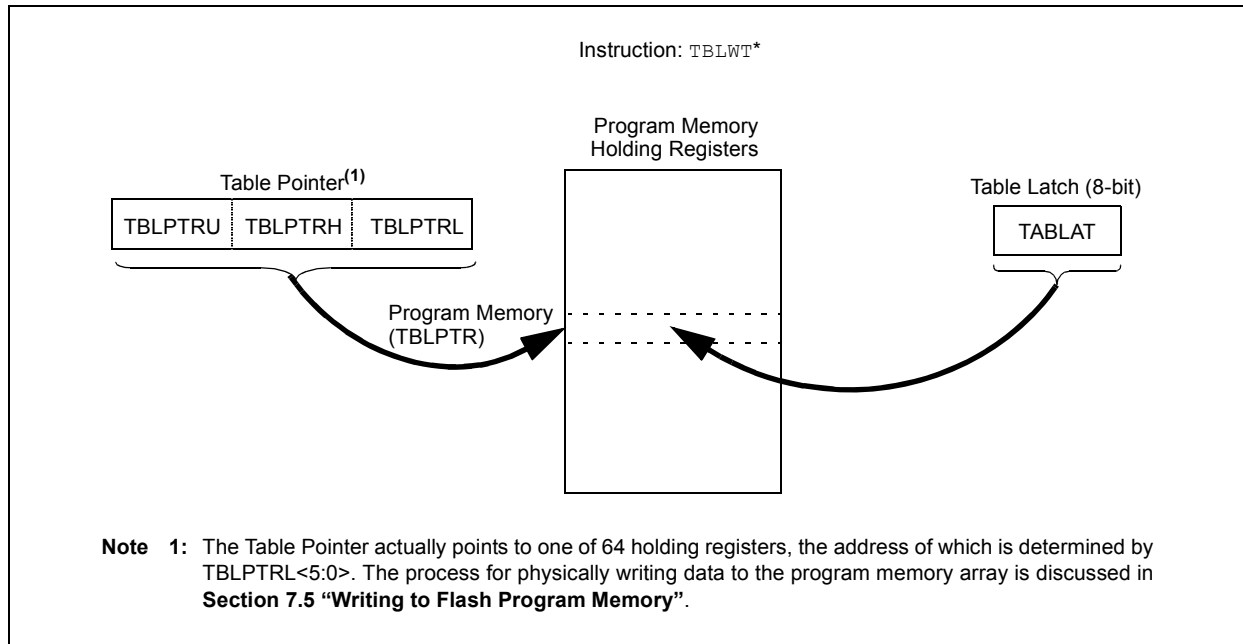 Instruction: TBLWT*
Program Memory
Holding Registers
Table Pointer(1)
Table Latch (8-bit)
TBLPTRU TBLPTRH TBLPTRL
TABLAT
Program Memory
(TBLPTR)
Note 1: The Table Pointer actually points to one of 64 holding registers, the address of which is determined by
TBLPTRL<5:0>. The process for physically writing data to the program memory array is discussed in
Section 7.5 “Writing to Flash Program Memory”.